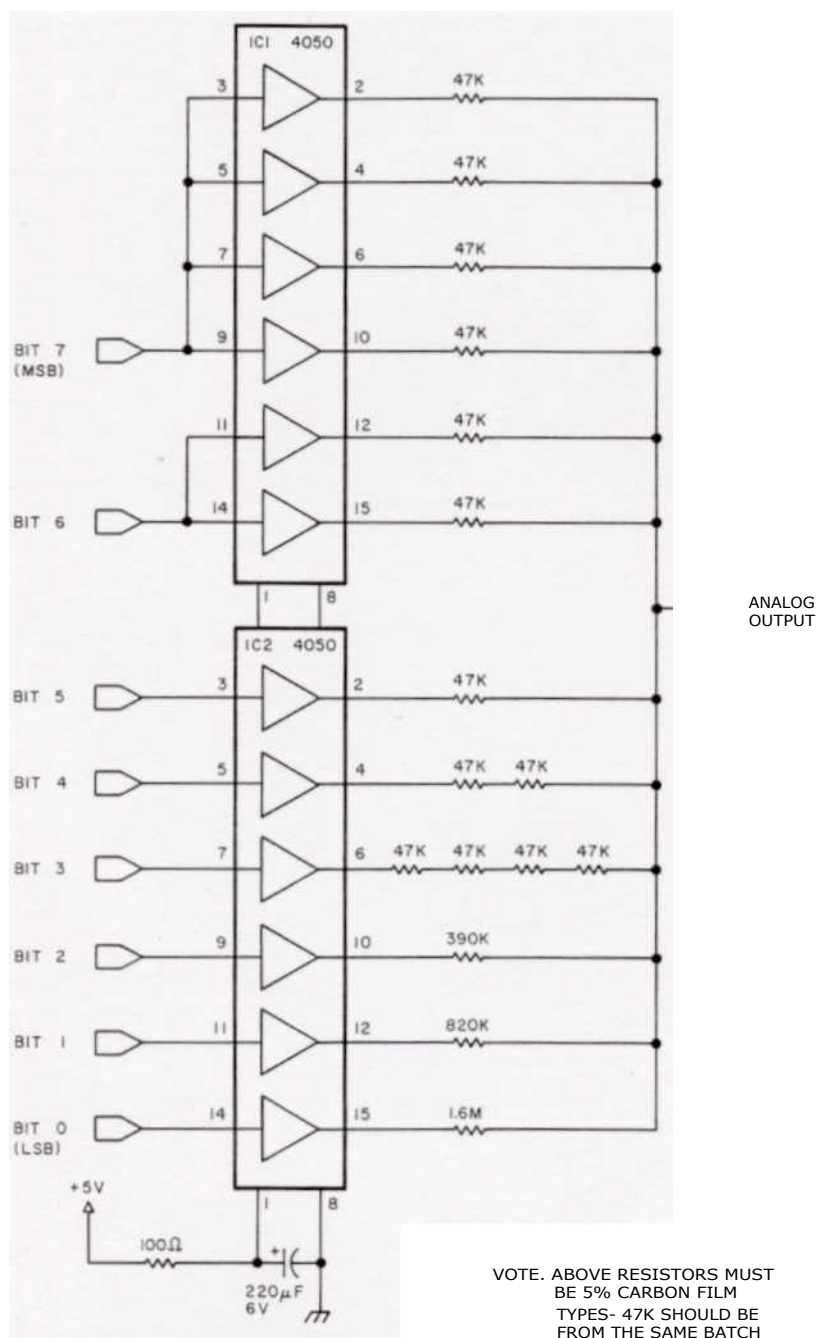 IC1 4050
3 2 47K
5 4 47K
7 6 47K
BIT 7 9 10 47K
(MSB)
11 12 47K
BIT 6 14 15 47K
1 8
ANALOG
OUTPUT
IC2 4050
BIT 5 3 2 47K
BIT 4 5 4 47K 47K
BIT 3 7 6 47K 47K 47K 47K
BIT 2 9 10 390K
BIT 1 11 12 820K
BIT 0 14 15 1.6M
(LSB)
+5V
1 8
100Ω
+
220µF
6V
VOTE. ABOVE RESISTORS MUST
BE 5% CARBON FILM
TYPES- 47K SHOULD BE
FROM THE SAME BATCH